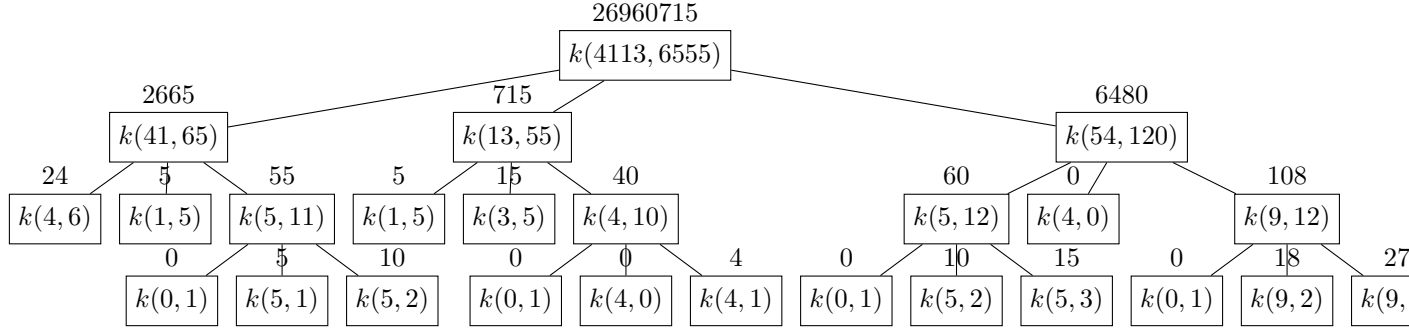 26960715
k(4113, 6555)
2665 715 6480
k(41, 65) k(13, 55) k(54, 120)
24 5 55 5 15 40 60 0 108
k(4, 6) k(1, 5) k(5, 11) k(1, 5) k(3, 5) k(4, 10) k(5, 12) k(4, 0) k(9, 12)
0 5 10 0 0 4 0 10 15 0 18 27
k(0, 1) k(5, 1) k(5, 2) k(0, 1) k(4, 0) k(4, 1) k(0, 1) k(5, 2) k(5, 3) k(0, 1) k(9, 2) k(9,